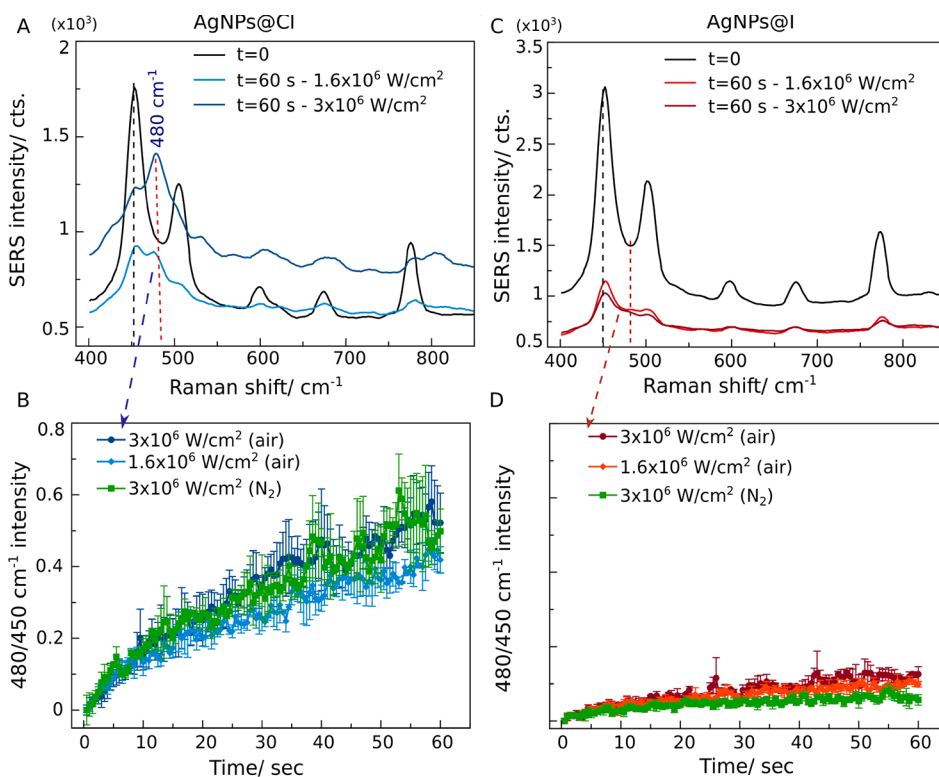 A (x10³) AgNPs@Cl
2
1.5
1
0.5
SERS intensity/ cts.
t=0
t=60 s - 1.6x10⁶ W/cm²
t=60 s - 3x10⁶ W/cm²
480 cm⁻¹
400 500 600 700 800
Raman shift/ cm⁻¹
C (x10³) AgNPs@I
3.5
3
2.5
2
1.5
1
0.5
SERS intensity/ cts.
t=0
t=60 s - 1.6x10⁶ W/cm²
t=60 s - 3x10⁶ W/cm²
400 500 600 700 800
Raman shift/ cm⁻¹
B
0.8
0.6
0.4
0.2
0
480/450 cm⁻¹ intensity
3x10⁶ W/cm² (air)
1.6x10⁶ W/cm² (air)
3x10⁶ W/cm² (N₂)
0 10 20 30 40 50 60
Time/ sec
D
480/450 cm⁻¹ intensity
3x10⁶ W/cm² (air)
1.6x10⁶ W/cm² (air)
3x10⁶ W/cm² (N₂)
0 10 20 30 40 50 60
Time/ sec